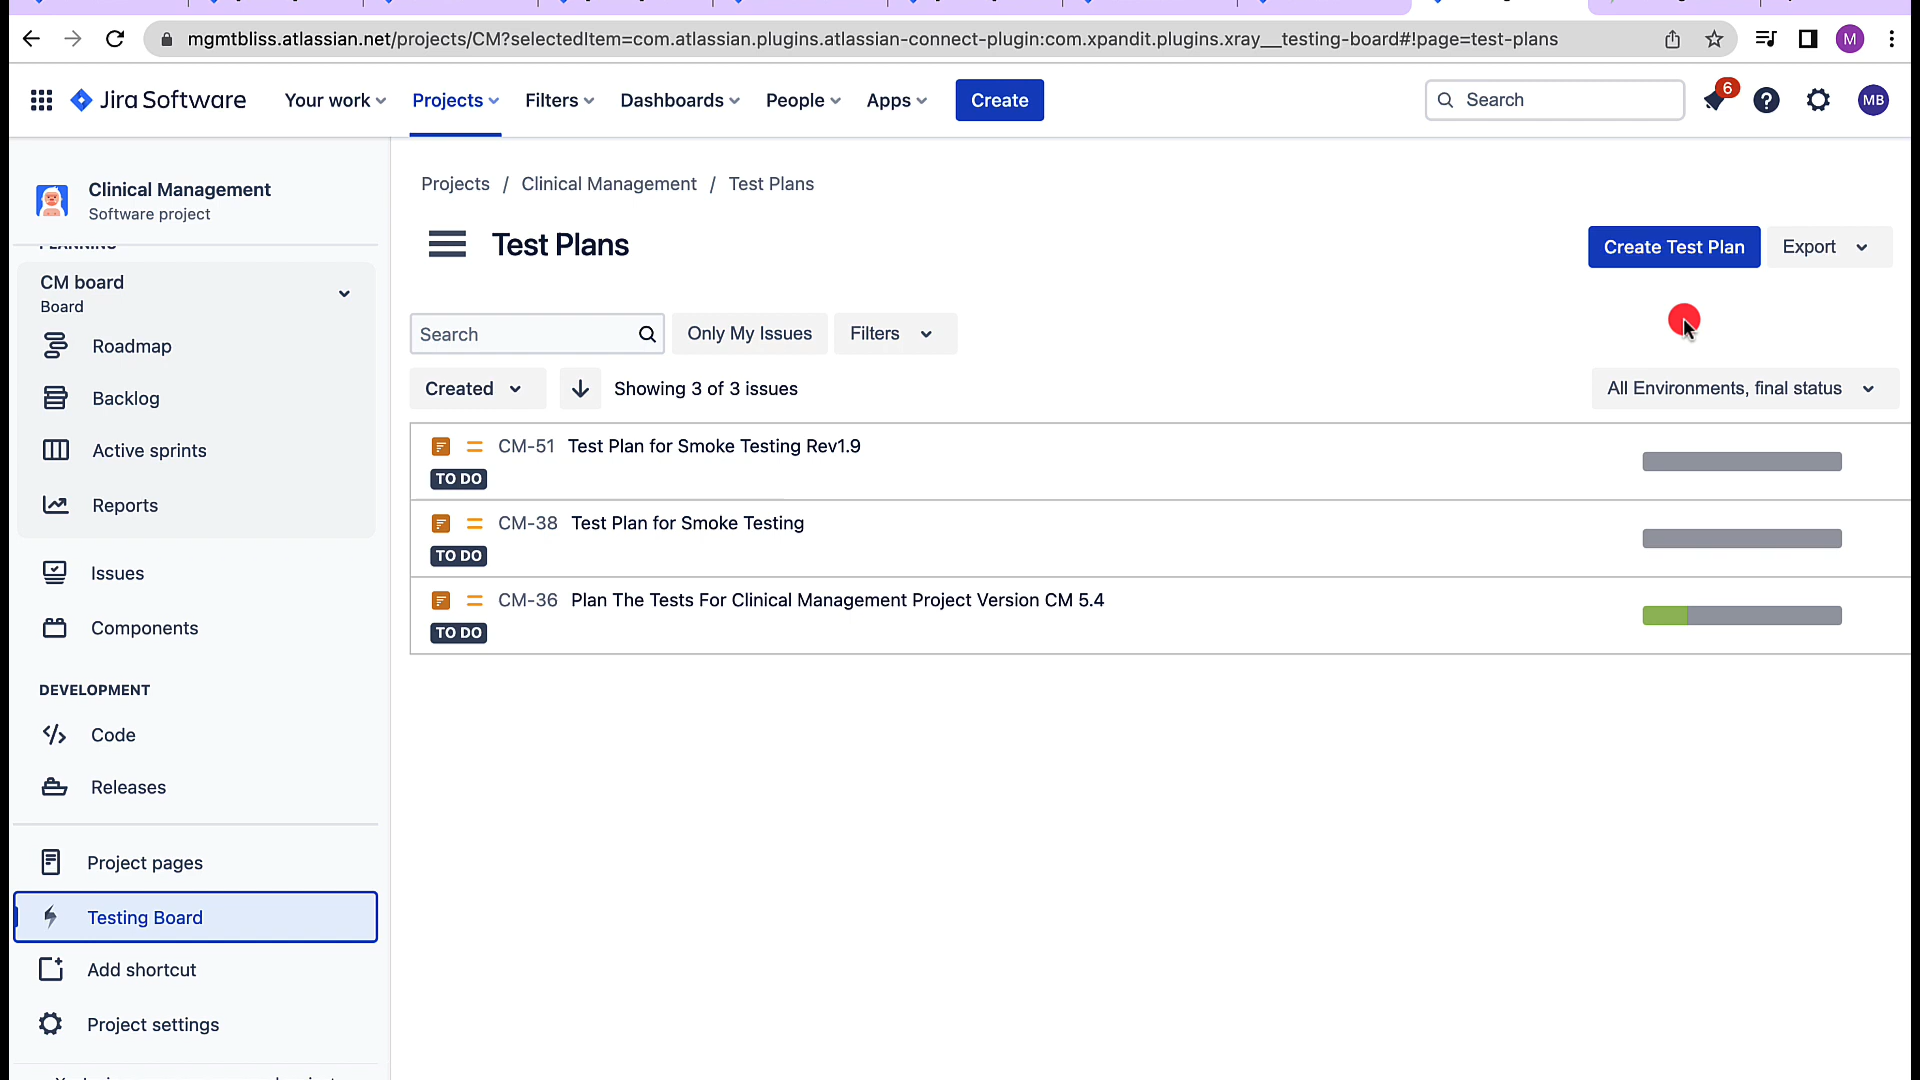 mgmtbliss.atlassian.net/projects/CM?selectedItem=com.atlassian.plugins.atlassian-connect-plugin:com.xpandit.plugins.xray__testing-board#!page=test-plans
M
Jira Software
Your work
Projects
Filters
Dashboards
People
Apps
Create
Search
6
MB
Clinical Management
Software project
PLANNING
CM board
Board
Roadmap
Backlog
Active sprints
Reports
Issues
Components
DEVELOPMENT
Code
Releases
Project pages
Testing Board
Add shortcut
Project settings
Projects / Clinical Management / Test Plans
Test Plans
Create Test Plan
Export
Search
Only My Issues
Filters
Created
Showing 3 of 3 issues
All Environments, final status
CM-51 Test Plan for Smoke Testing Rev1.9
TO DO
CM-38 Test Plan for Smoke Testing
TO DO
CM-36 Plan The Tests For Clinical Management Project Version CM 5.4
TO DO